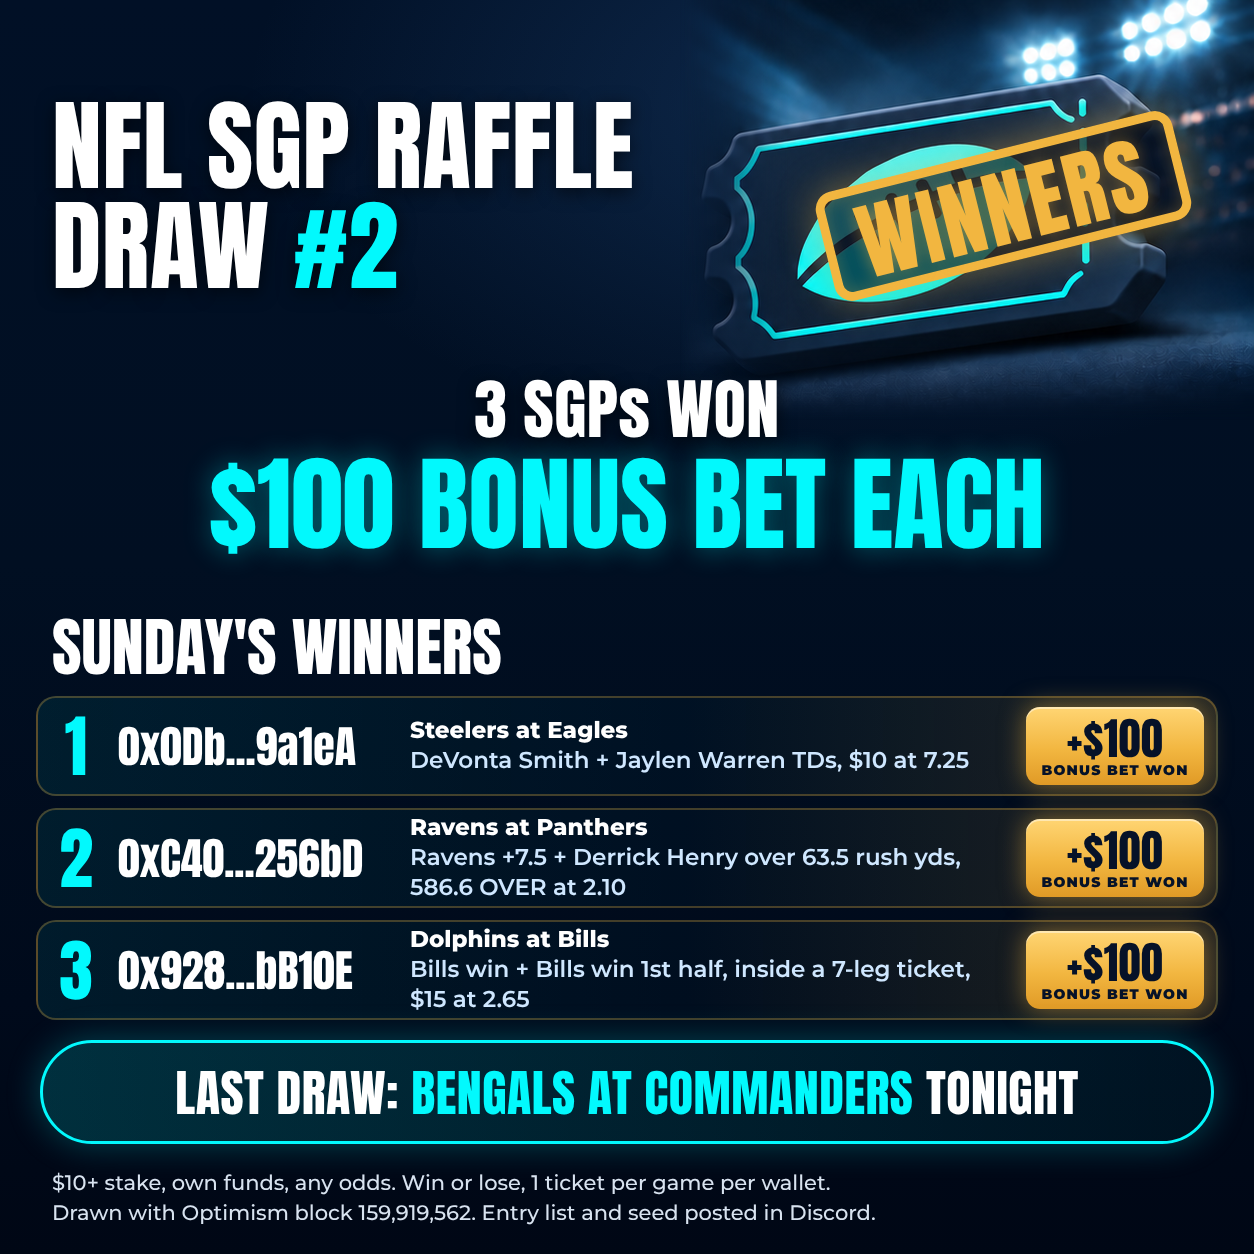 NFL SGP RAFFLE
DRAW #2
WINNERS
3 SGPs WON
$100 BONUS BET EACH
SUNDAY'S WINNERS
1 0x0Db...9a1eA
Steelers at Eagles
DeVonta Smith + Jaylen Warren TDs, $10 at 7.25
+$100
BONUS BET WON
2 0xC40...256bD
Ravens at Panthers
Ravens +7.5 + Derrick Henry over 63.5 rush yds,
586.6 OVER at 2.10
+$100
BONUS BET WON
3 0x928...bB10E
Dolphins at Bills
Bills win + Bills win 1st half, inside a 7-leg ticket,
$15 at 2.65
+$100
BONUS BET WON
LAST DRAW: BENGALS AT COMMANDERS TONIGHT
$10+ stake, own funds, any odds. Win or lose, 1 ticket per game per wallet.
Drawn with Optimism block 159,919,562. Entry list and seed posted in Discord.